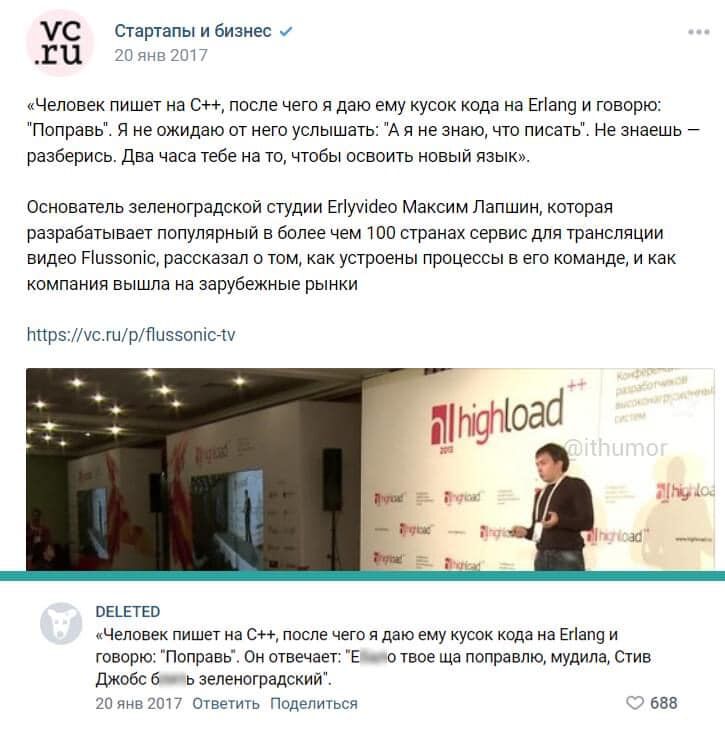 vc
.ru
Стартапы и бизнес
20 янв 2017
«Человек пишет на C++, после чего я даю ему кусок кода на Erlang и говорю:
"Поправь". Я не ожидаю от него услышать: "А я не знаю, что писать". Не знаешь —
разберись. Два часа тебе на то, чтобы освоить новый язык».
Основатель зеленоградской студии Erlyvideo Максим Лапшин, которая
разрабатывает популярный в более чем 100 странах сервис для трансляции
видео Flussonic, рассказал о том, как устроены процессы в его команде, и как
компания вышла на зарубежные рынки
https://vc.ru/p/flussonic-tv
highload++
Конференция
разработчиков
высоконагруженных
систем
@ithumor
highload
highload highload highload
highload highload highload
highload highload
DELETED
«Человек пишет на C++, после чего я даю ему кусок кода на Erlang и
говорю: "Поправь". Он отвечает: "Е о твое ща поправлю, мудила, Стив
Джобс б ь зеленоградский".
20 янв 2017 Ответить Поделиться
688